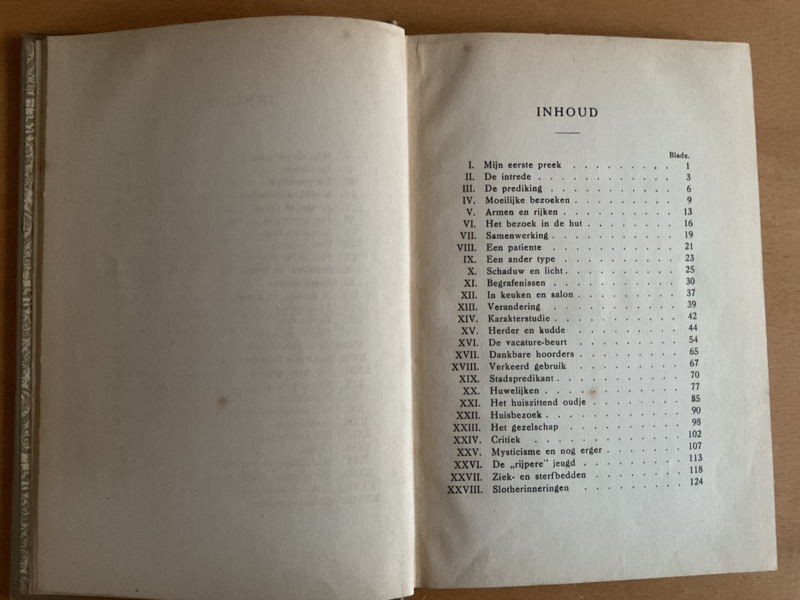 INHOUD
Bladz.
I. Mijn eerste preek . . . . . . . . . 1
II. De intrede . . . . . . . . . . . 3
III. De prediking . . . . . . . . . . 6
IV. Moeilijke bezoeken . . . . . . . . 9
V. Armen en rijken . . . . . . . . . 13
VI. Het bezoek in de hut . . . . . . . 16
VII. Samenwerking . . . . . . . . . . 19
VIII. Een patiente . . . . . . . . . . 21
IX. Een ander type . . . . . . . . . 23
X. Schaduw en licht . . . . . . . . . 25
XI. Begrafenissen . . . . . . . . . . 30
XII. In keuken en salon . . . . . . . . 37
XIII. Verandering . . . . . . . . . . 39
XIV. Karakterstudie . . . . . . . . . . 42
XV. Herder en kudde . . . . . . . . . 44
XVI. De vacature-beurt . . . . . . . . 54
XVII. Dankbare hoorders . . . . . . . . 65
XVIII. Verkeerd gebruik . . . . . . . . 67
XIX. Stadspredikant . . . . . . . . . . 70
XX. Huwelijken . . . . . . . . . . . 77
XXI. Het huiszittend oudje . . . . . . . 85
XXII. Huisbezoek . . . . . . . . . . . 90
XXIII. Het gezelschap . . . . . . . . . 98
XXIV. Critiek . . . . . . . . . . . . 102
XXV. Mysticisme en nog erger . . . . . . 107
XXVI. De „rijpere” jeugd . . . . . . . . 113
XXVII. Ziek- en sterfbedden . . . . . . . 118
XXVIII. Slotherinneringen . . . . . . . . 124